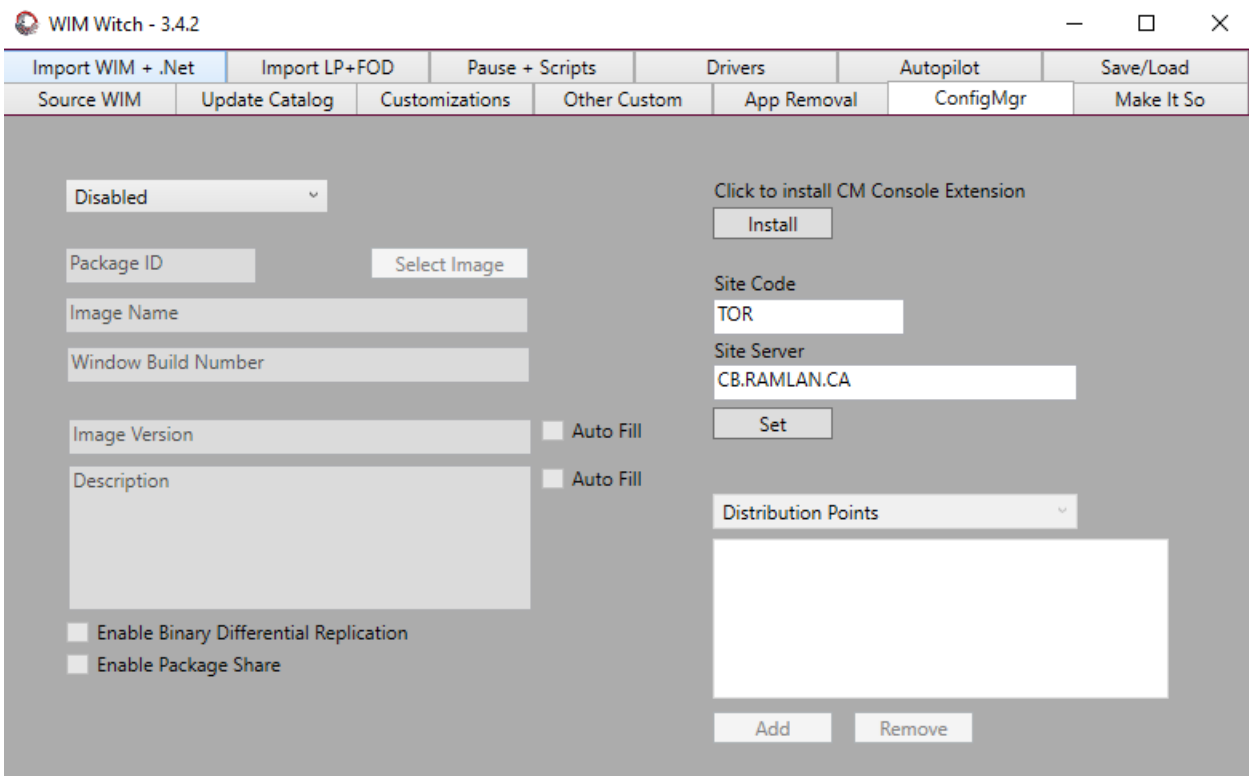 WIM Witch - 3.4.2
Import WIM + .Net Import LP+FOD Pause + Scripts Drivers Autopilot Save/Load
Source WIM Update Catalog Customizations Other Custom App Removal ConfigMgr Make It So
Disabled
Package ID Select Image
Image Name
Window Build Number
Image Version Auto Fill
Description Auto Fill
Enable Binary Differential Replication
Enable Package Share
Click to install CM Console Extension
Install
Site Code
TOR
Site Server
CB.RAMLAN.CA
Set
Distribution Points
Add Remove